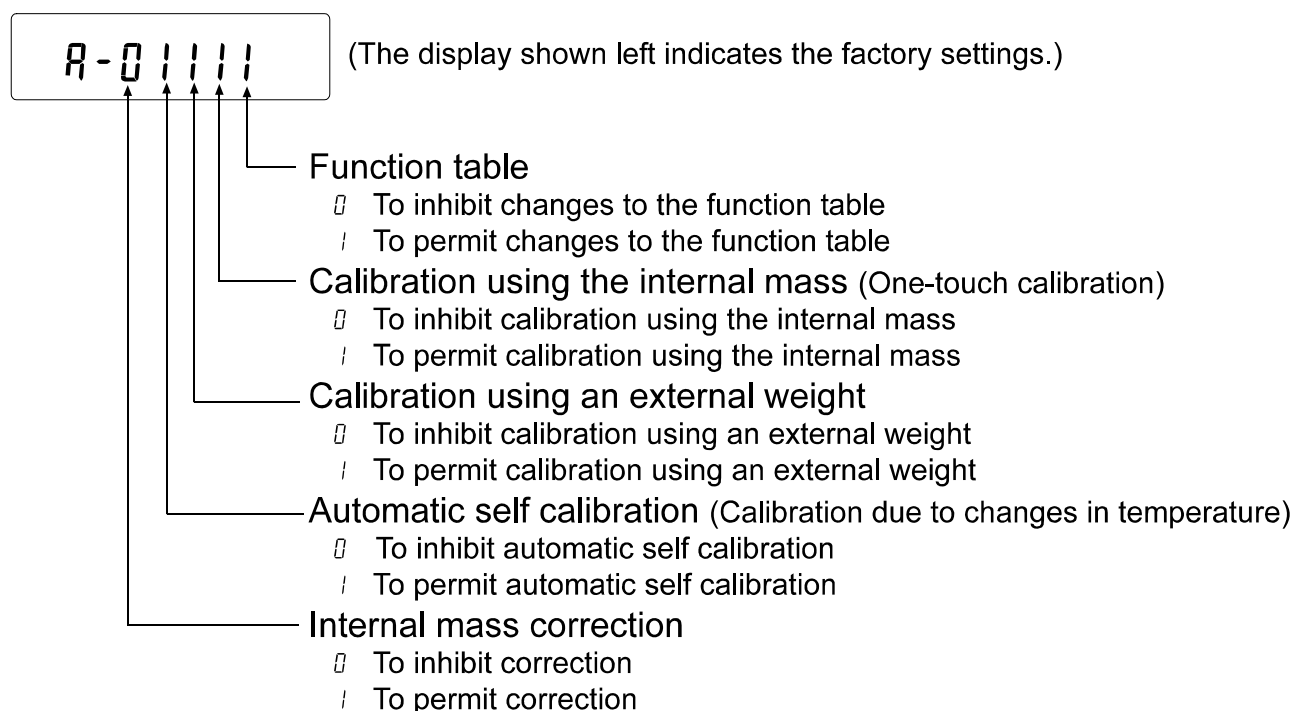 A-01111 (The display shown left indicates the factory settings.)
Function table
0 To inhibit changes to the function table
1 To permit changes to the function table
Calibration using the internal mass (One-touch calibration)
0 To inhibit calibration using the internal mass
1 To permit calibration using the internal mass
Calibration using an external weight
0 To inhibit calibration using an external weight
1 To permit calibration using an external weight
Automatic self calibration (Calibration due to changes in temperature)
0 To inhibit automatic self calibration
1 To permit automatic self calibration
Internal mass correction
0 To inhibit correction
1 To permit correction